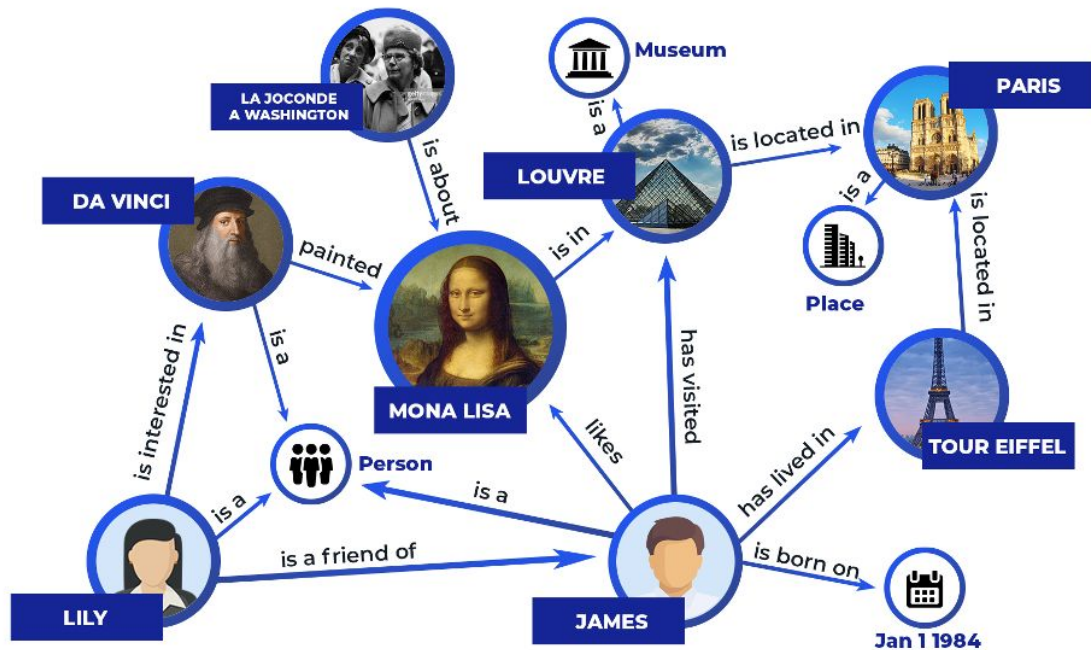 LA JOCONDE
A WASHINGTON
Museum
PARIS
is a
is located in
is about
LOUVRE
is a
DA VINCI
painted
is in
is located in
Place
is interested in
is a
has visited
MONA LISA
likes
TOUR EIFFEL
Person
has lived in
is a
is a
is a friend of
is born on
LILY
JAMES
Jan 1 1984